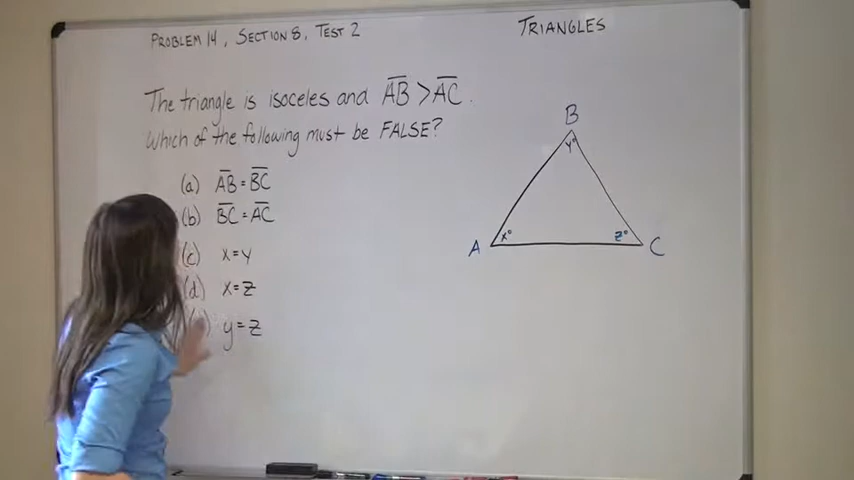 PROBLEM 14, SECTION 8, TEST 2
TRIANGLES
The triangle is isoceles and AB > AC.
Which of the following must be FALSE?
(a) AB = BC
(b) BC = AC
(c) x = y
(d) x = z
y = z
B
y°
A
x°
z°
C